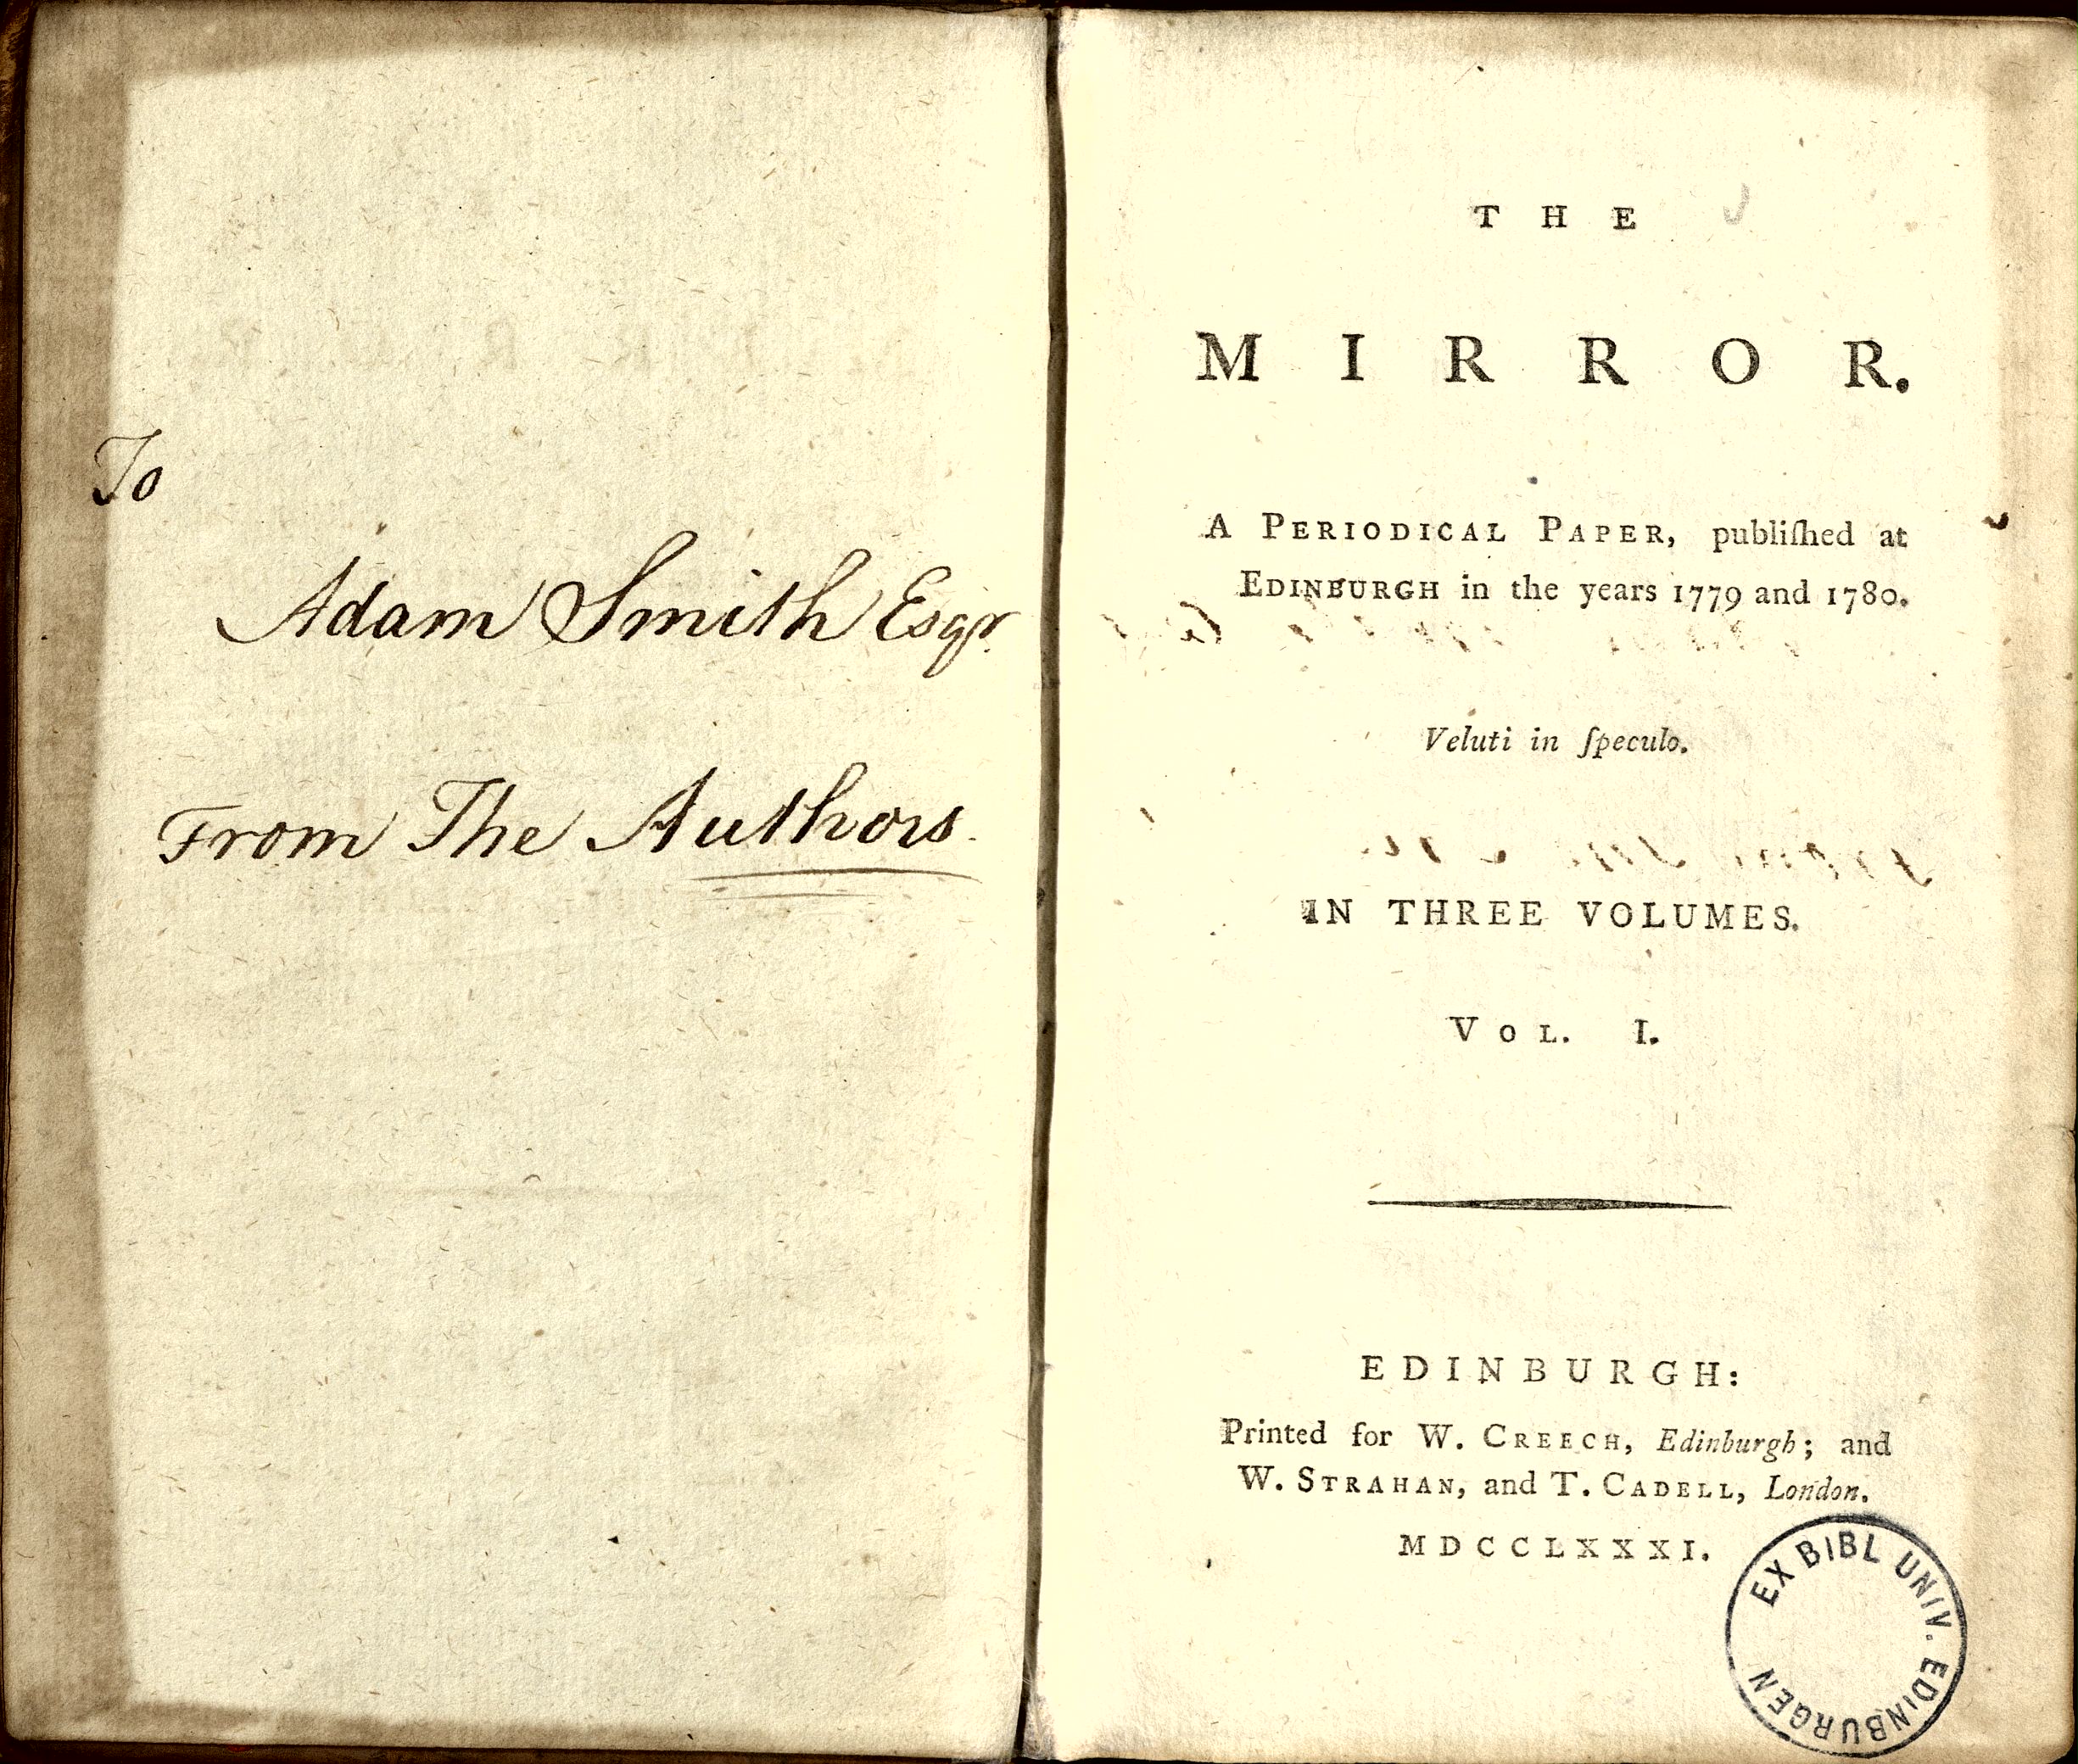 To
Adam Smith Esqr.
From The Authors.
THE
MIRROR.
A PERIODICAL PAPER, publiſhed at
EDINBURGH in the years 1779 and 1780.
Veluti in ſpeculo.
IN THREE VOLUMES.
VOL. I.
EDINBURGH:
Printed for W. CREECH, Edinburgh; and
W. STRAHAN, and T. CADELL, London.
MDCCLXXXI.
EX BIBL UNIV. EDINBURGEN